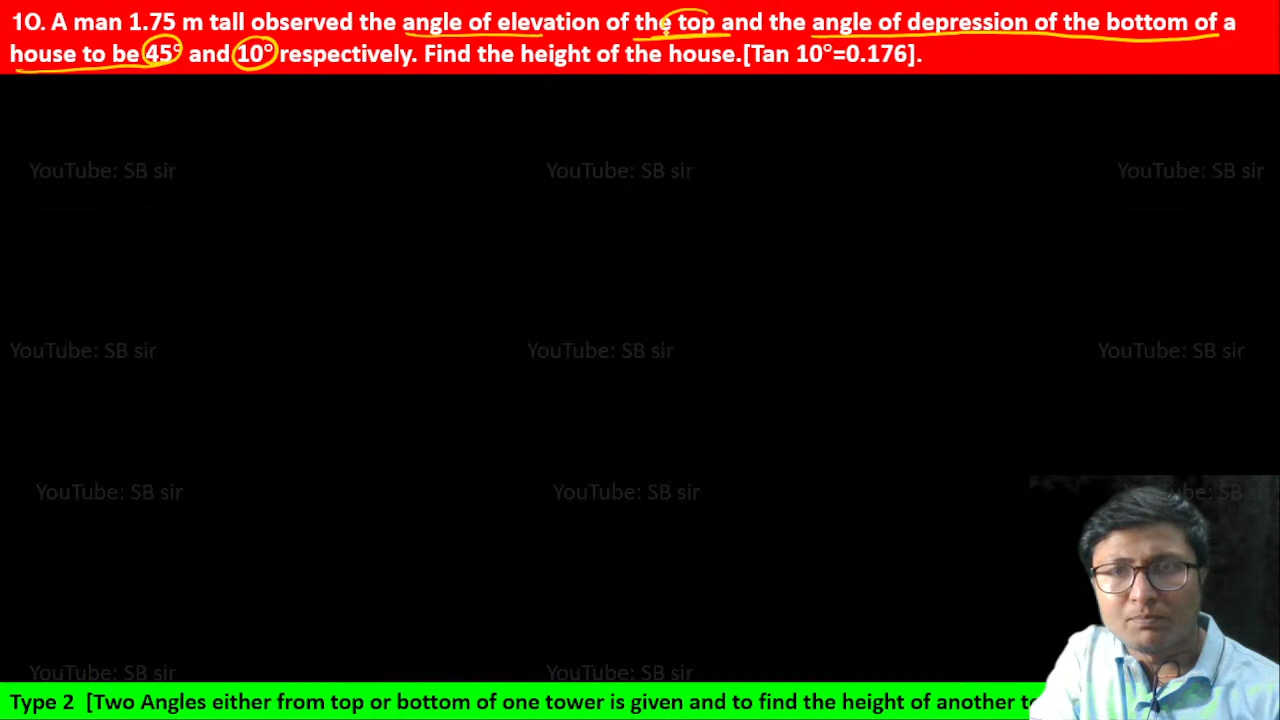 10. A man 1.75 m tall observed the angle of elevation of the top and the angle of depression of the bottom of a
house to be 45° and 10° respectively. Find the height of the house.[Tan 10°=0.176].
YouTube: SB sir YouTube: SB sir YouTube: SB sir
YouTube: SB sir YouTube: SB sir YouTube: SB sir
YouTube: SB sir YouTube: SB sir
YouTube: SB sir YouTube: SB sir
Type 2 [Two Angles either from top or bottom of one tower is given and to find the height of another